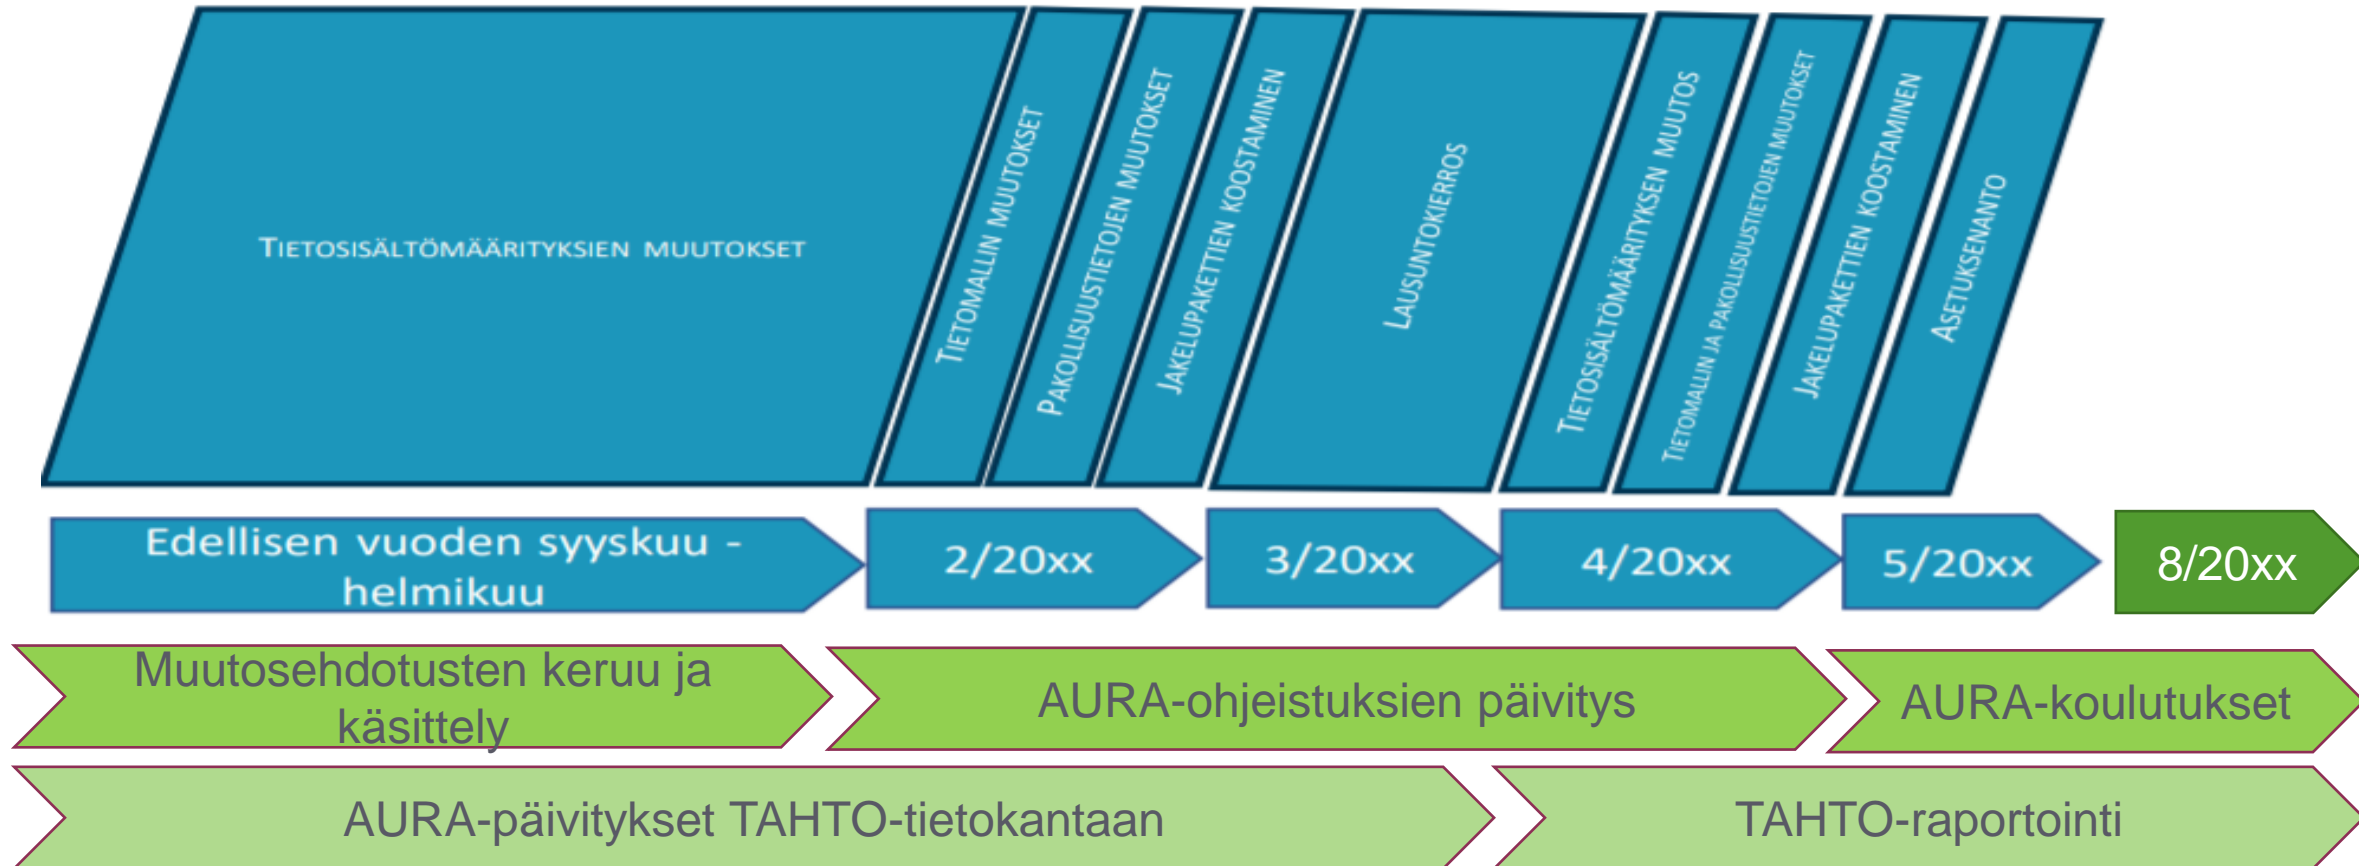 TIETOSISÄLTÖMÄÄRITYKSIEN MUUTOKSET
TIETOMALLIN MUUTOKSET
PAKOLLISUUSTIETOJEN MUUTOKSET
JAKELUPAKETTIEN KOOSTAMINEN
LAUSUNTOKIERROS
TIETOSISÄLTÖMÄÄRITYKSEN MUUTOS
TIETOMALLIN JA PAKOLLISUUSTIETOJEN MUUTOKSET
JAKELUPAKETTIEN KOOSTAMINEN
ASETUKSENANTO
Edellisen vuoden syyskuu -
helmikuu
2/20xx
3/20xx
4/20xx
5/20xx
8/20xx
Muutosehdotusten keruu ja
käsittely
AURA-ohjeistuksien päivitys
AURA-koulutukset
AURA-päivitykset TAHTO-tietokantaan
TAHTO-raportointi